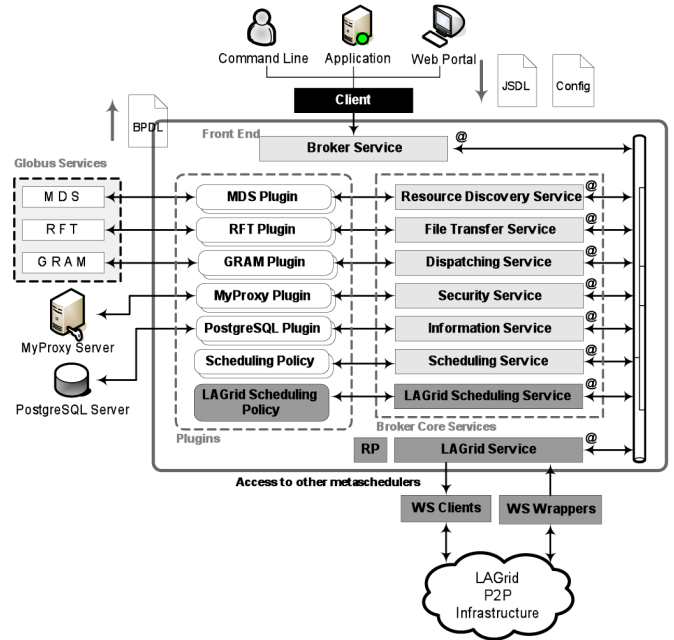 Command Line Application Web Portal
Client
JSDL Config
BPDL
Front End
@
Broker Service
Globus Services
M D S
MDS Plugin
Resource Discovery Service
@
R F T
RFT Plugin
File Transfer Service
@
G R A M
GRAM Plugin
Dispatching Service
@
MyProxy Plugin
Security Service
@
MyProxy Server
PostgreSQL Plugin
Information Service
@
Scheduling Policy
Scheduling Service
@
PostgreSQL Server
LAGrid Scheduling
Policy
LAGrid Scheduling Service
@
Plugins
Broker Core Services
RP
LAGrid Service
@
Access to other metaschedulers
WS Clients
WS Wrappers
LAGrid
P2P
Infrastructure